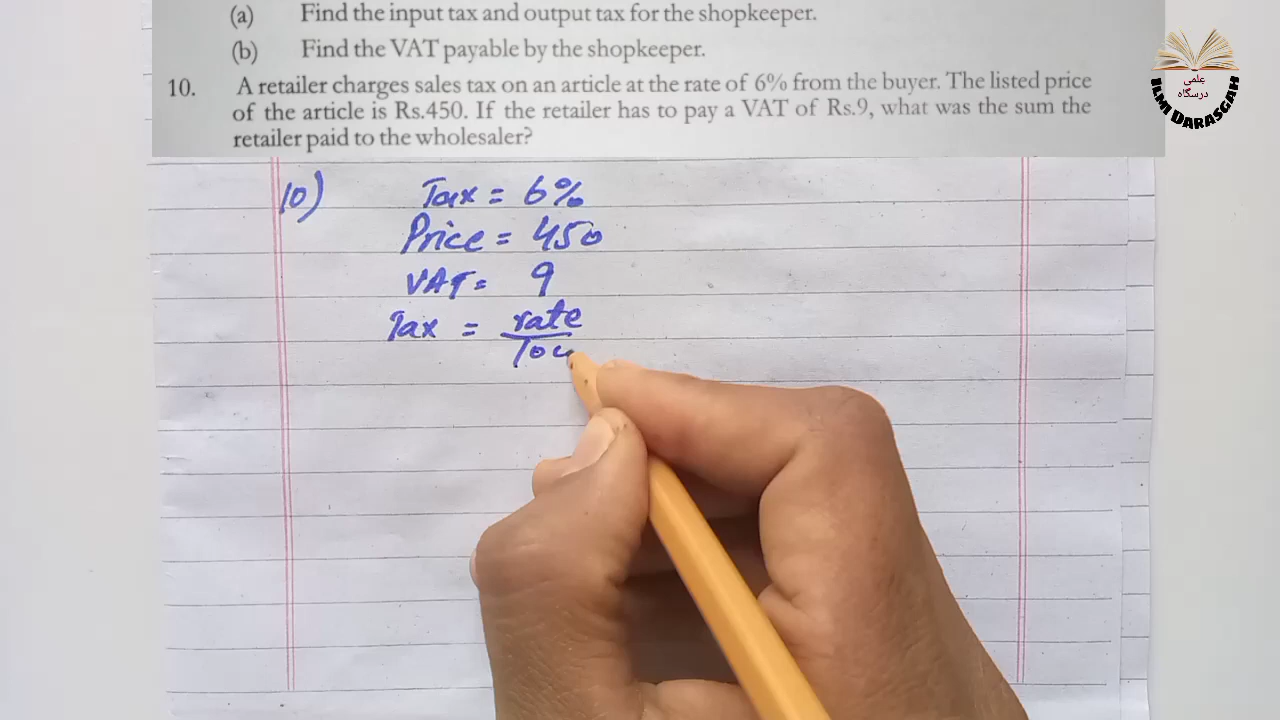 (a) Find the input tax and output tax for the shopkeeper.
(b) Find the VAT payable by the shopkeeper.
10. A retailer charges sales tax on an article at the rate of 6% from the buyer. The listed price
of the article is Rs.450. If the retailer has to pay a VAT of Rs.9, what was the sum the
retailer paid to the wholesaler?
علمی
درسگاہ
ILMI DARASGAH
10) Tax = 6%
Price = 450
VAT = 9
Tax = rate
100